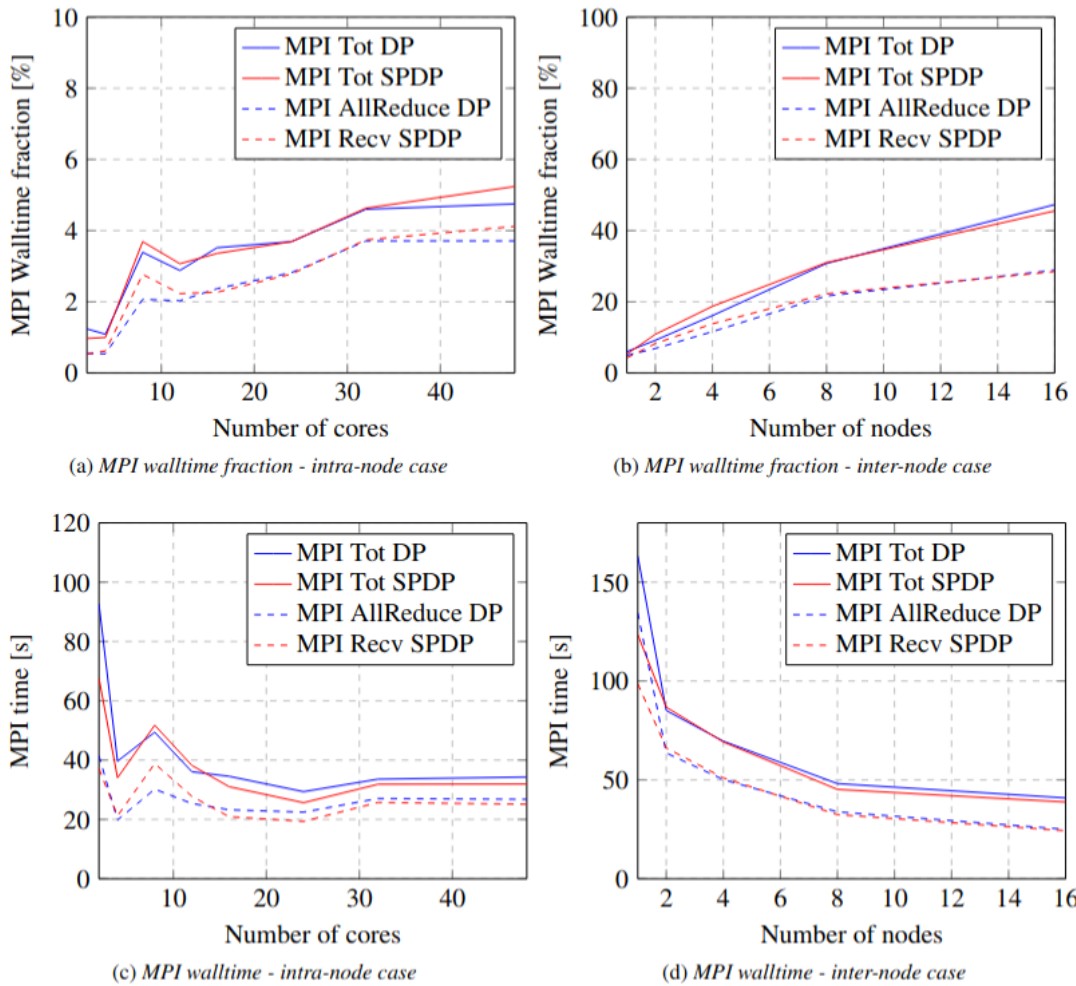 MPI Walltime fraction [%]
10
8
6
4
2
0
MPI Tot DP
MPI Tot SPDP
MPI AllReduce DP
MPI Recv SPDP
10 20 30 40
Number of cores
(a) MPI walltime fraction - intra-node case
MPI Walltime fraction [%]
100
80
60
40
20
0
MPI Tot DP
MPI Tot SPDP
MPI AllReduce DP
MPI Recv SPDP
2 4 6 8 10 12 14 16
Number of nodes
(b) MPI walltime fraction - inter-node case
MPI time [s]
120
100
80
60
40
20
0
MPI Tot DP
MPI Tot SPDP
MPI AllReduce DP
MPI Recv SPDP
10 20 30 40
Number of cores
(c) MPI walltime - intra-node case
MPI time [s]
150
100
50
0
MPI Tot DP
MPI Tot SPDP
MPI AllReduce DP
MPI Recv SPDP
2 4 6 8 10 12 14 16
Number of nodes
(d) MPI walltime - inter-node case